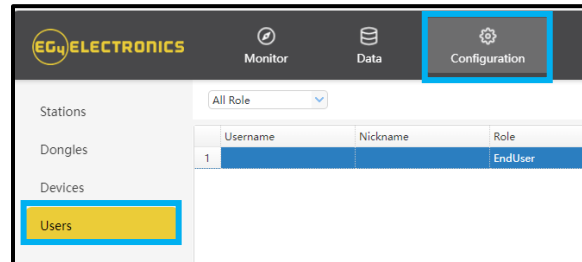 EG4 ELECTRONICS
Monitor
Data
Configuration
Stations
Dongles
Devices
Users
All Role
Username Nickname Role
1 EndUser